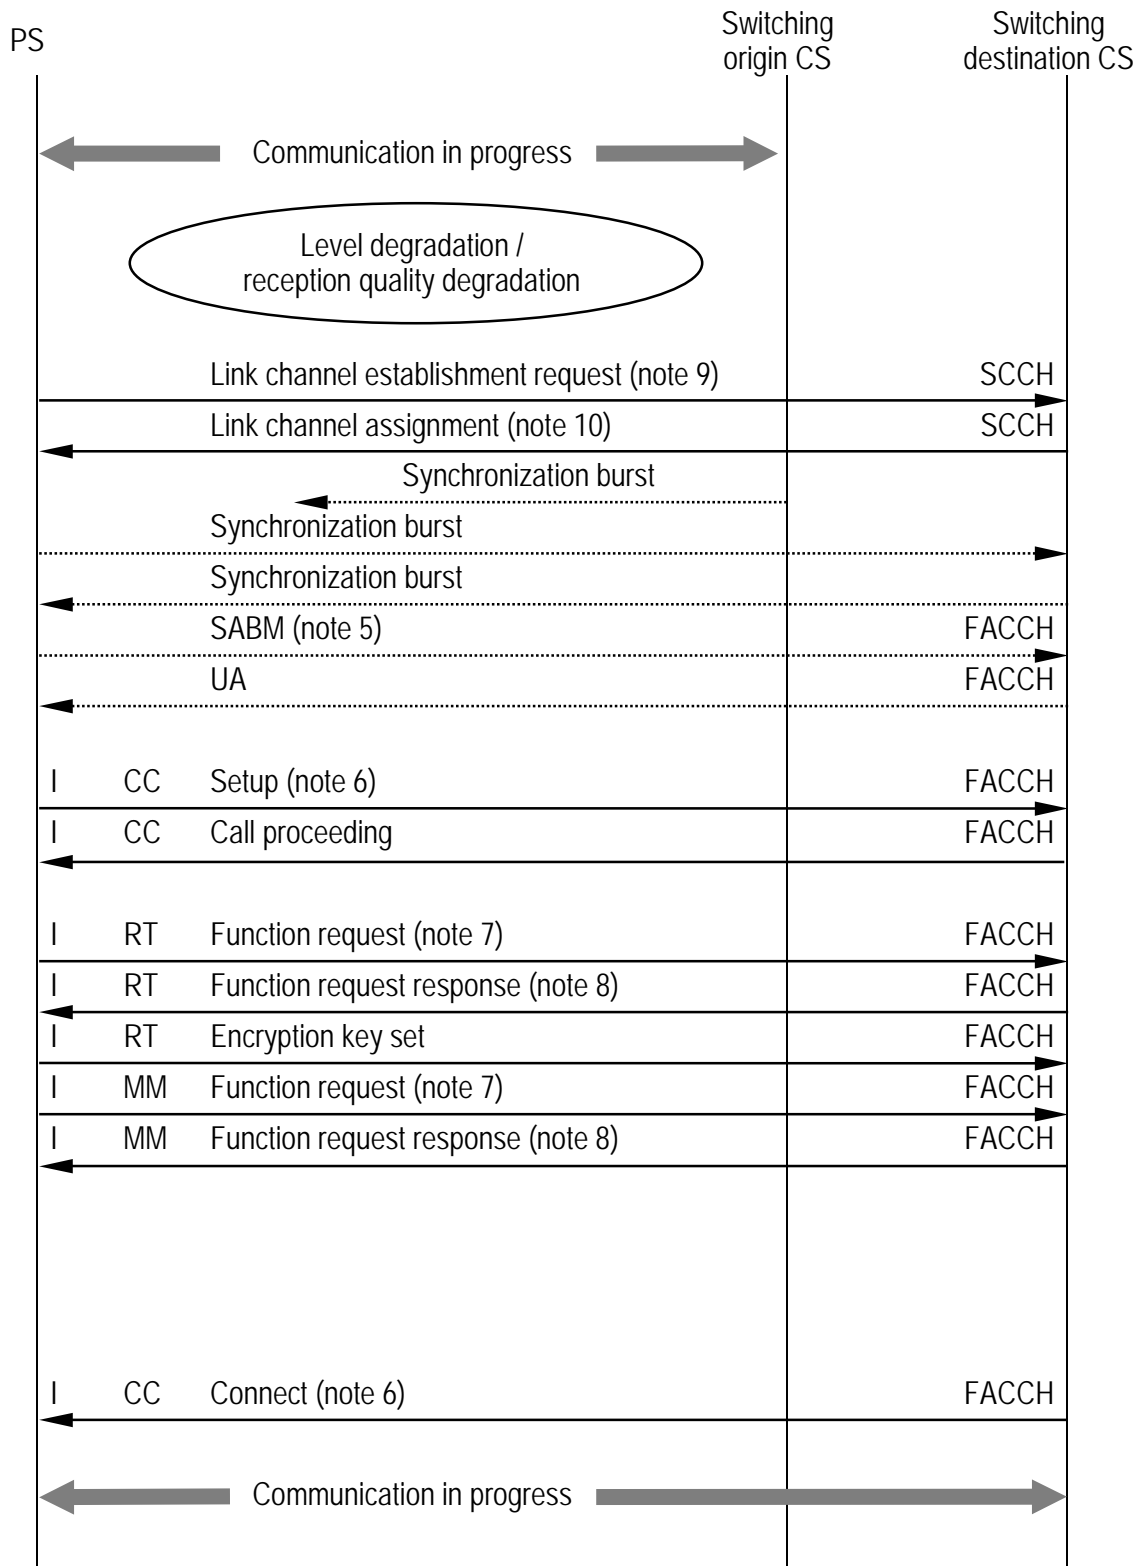 PS
Switching
origin CS
Switching
destination CS
Communication in progress
Level degradation /
reception quality degradation
Link channel establishment request (note 9) SCCH
Link channel assignment (note 10) SCCH
Synchronization burst
Synchronization burst
Synchronization burst
SABM (note 5) FACCH
UA FACCH
I CC Setup (note 6) FACCH
I CC Call proceeding FACCH
I RT Function request (note 7) FACCH
I RT Function request response (note 8) FACCH
I RT Encryption key set FACCH
I MM Function request (note 7) FACCH
I MM Function request response (note 8) FACCH
I CC Connect (note 6) FACCH
Communication in progress